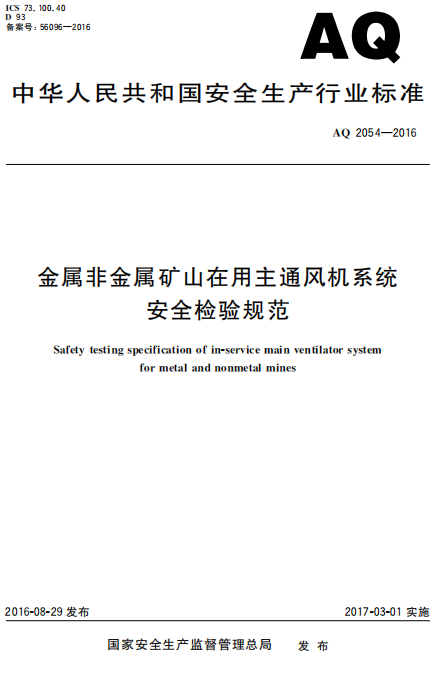 ICS 73.100.40
D 93
备案号: 56096—2016
AQ
中华人民共和国安全生产行业标准
AQ 2054—2016
金属非金属矿山在用主通风机系统
安全检验规范
Safety testing specification of in-service main ventilator system
for metal and nonmetal mines
2016-08-29 发布 2017-03-01 实施
国家安全生产监督管理总局 发布